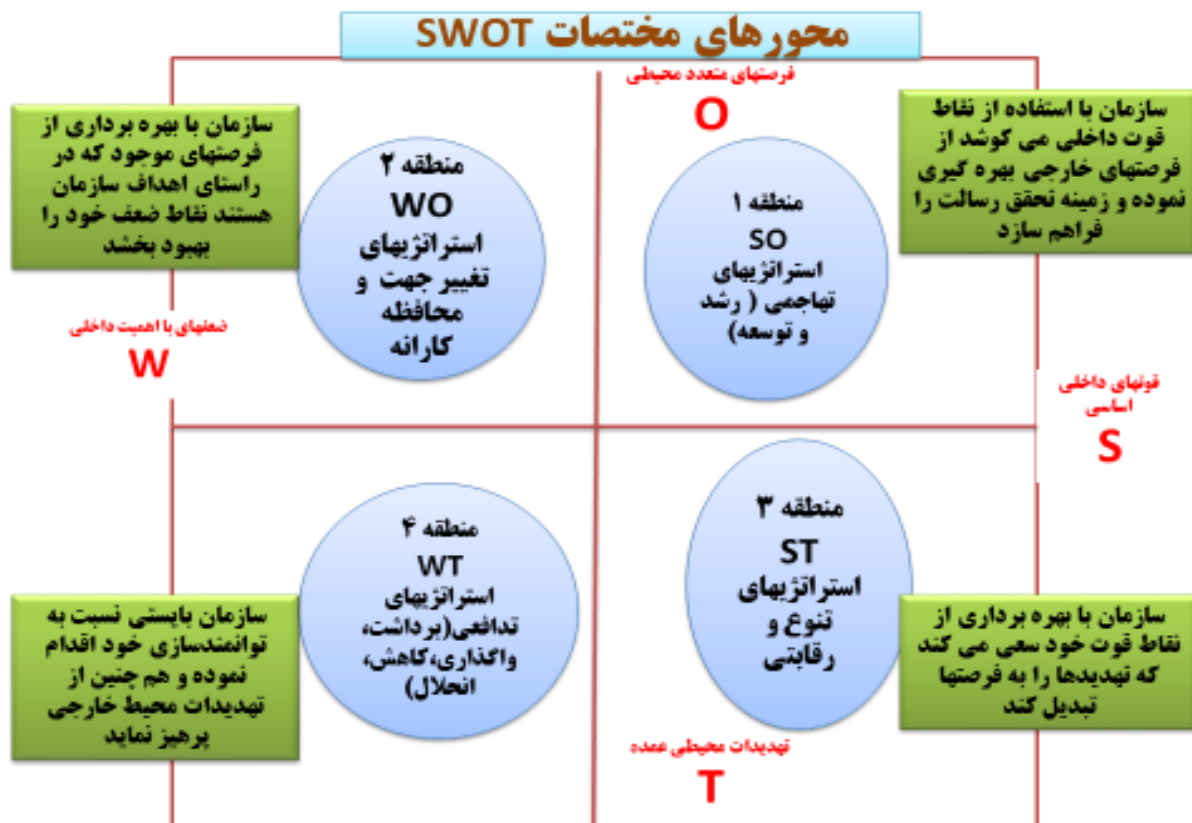 محورهای مختصات SWOT
فرصتهای متعدد محیطی
O
سازمان با استفاده از نقاط
قوت داخلی می کوشد از
فرصتهای خارجی بهره گیری
نموده و زمینه تحقق رسالت را
فراهم سازد
منطقه ۱
SO
استراتژیهای
تهاجمی ( رشد
و توسعه)
منطقه ۲
WO
استراتژیهای
تغییر جهت و
محافظه
کارانه
سازمان با بهره برداری از
فرصتهای موجود که در
راستای اهداف سازمان
هستند نقاط ضعف خود را
بهبود بخشد
ضعفهای با اهمیت داخلی
W
قوتهای داخلی
اساسی
S
منطقه ۳
ST
استراتژیهای
تنوع و
رقابتی
سازمان با بهره برداری از
نقاط قوت خود سعی می کند
که تهدیدها را به فرصتها
تبدیل کند
منطقه ۴
WT
استراتژیهای
تدافعی(برداشت،
واگذاری،کاهش،
انحلال)
سازمان بایستی نسبت به
توانمندسازی خود اقدام
نموده و هم چنین از
تهدیدات محیط خارجی
پرهیز نماید
تهدیدات محیطی عمده
T